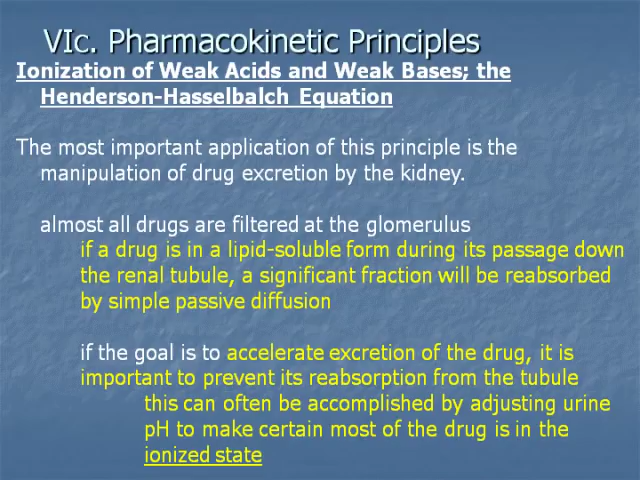 VIc. Pharmacokinetic Principles
Ionization of Weak Acids and Weak Bases; the
Henderson-Hasselbalch Equation
The most important application of this principle is the
manipulation of drug excretion by the kidney.
almost all drugs are filtered at the glomerulus
if a drug is in a lipid-soluble form during its passage down
the renal tubule, a significant fraction will be reabsorbed
by simple passive diffusion
if the goal is to accelerate excretion of the drug, it is
important to prevent its reabsorption from the tubule
this can often be accomplished by adjusting urine
pH to make certain most of the drug is in the
ionized state